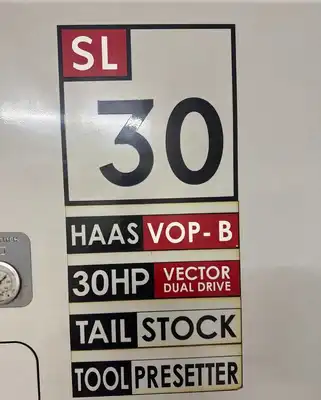 SL
30
HAAS VOP-B
30HP VECTOR
DUAL DRIVE
TAIL STOCK
TOOL PRESETTER